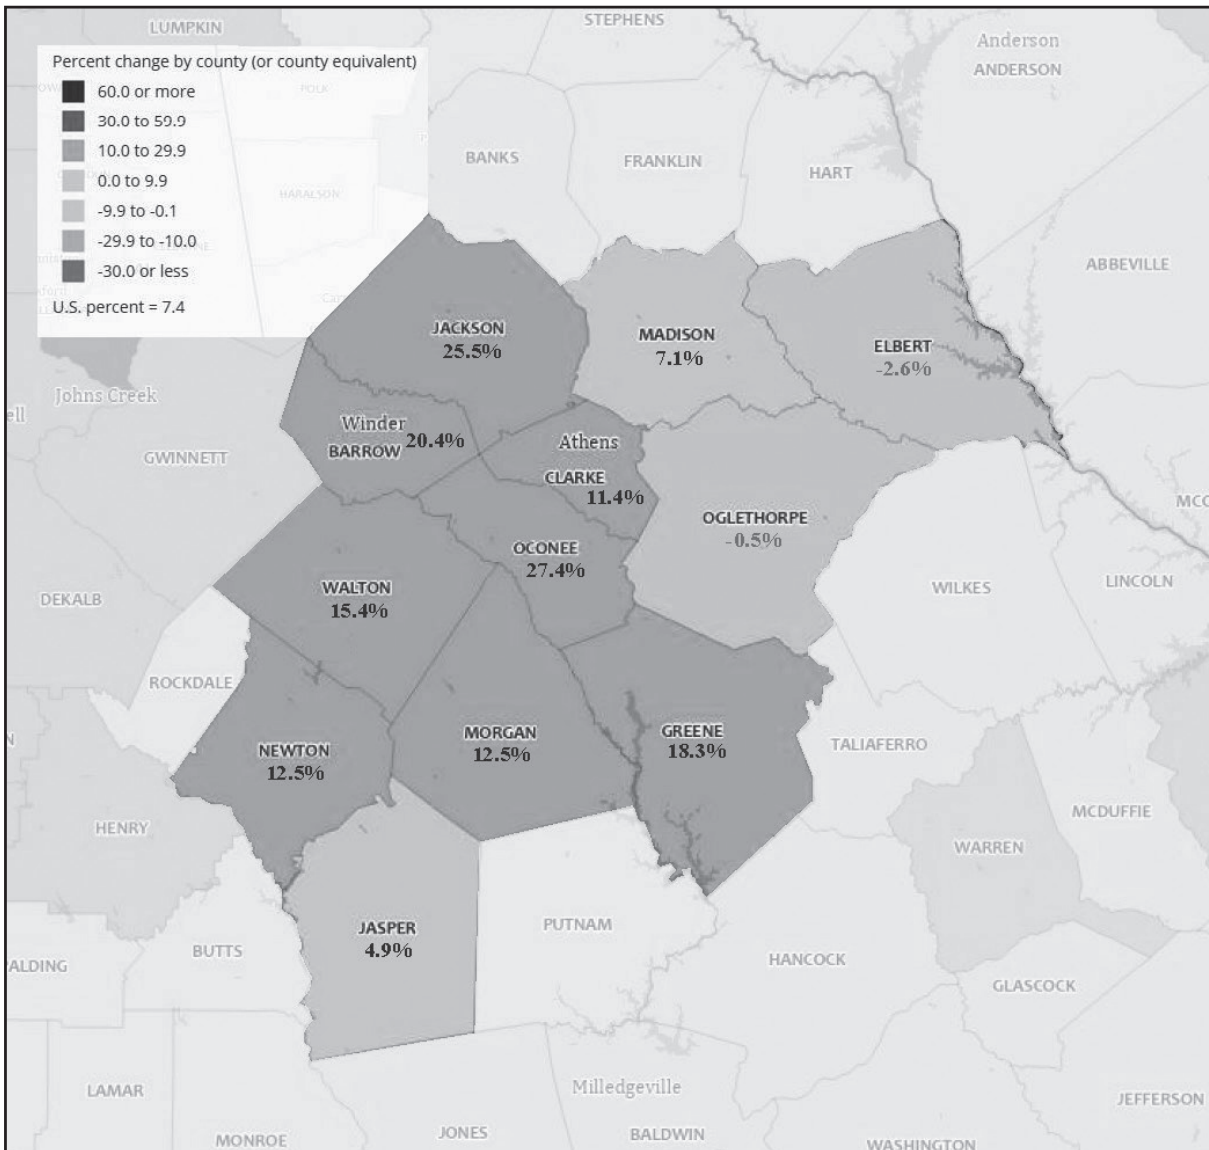 LUMPKIN
STEPHENS
Anderson
ANDERSON
Percent change by county (or county equivalent)
60.0 or more
30.0 to 59.9
10.0 to 29.9
0.0 to 9.9
-9.9 to -0.1
-29.9 to -10.0
-30.0 or less
U.S. percent = 7.4
POLK
HARALSON
BANKS
FRANKLIN
HART
ABBEVILLE
JACKSON
25.5%
MADISON
7.1%
ELBERT
-2.6%
Johns Creek
ell
GWINNETT
Winder
BARROW 20.4%
Athens
CLARKE
11.4%
OGLETHORPE
-0.5%
MCC
OCONEE
27.4%
WALTON
15.4%
DEKALB
WILKES
LINCOLN
ROCKDALE
NEWTON
12.5%
MORGAN
12.5%
GREENE
18.3%
TALIAFERRO
N
HENRY
MCDUFFIE
WARREN
JASPER
4.9%
PUTNAM
BUTTS
ALDING
HANCOCK
GLASCOCK
LAMAR
Milledgeville
JEFFERSON
MONROE
JONES
BALDWIN
WASHINGTON